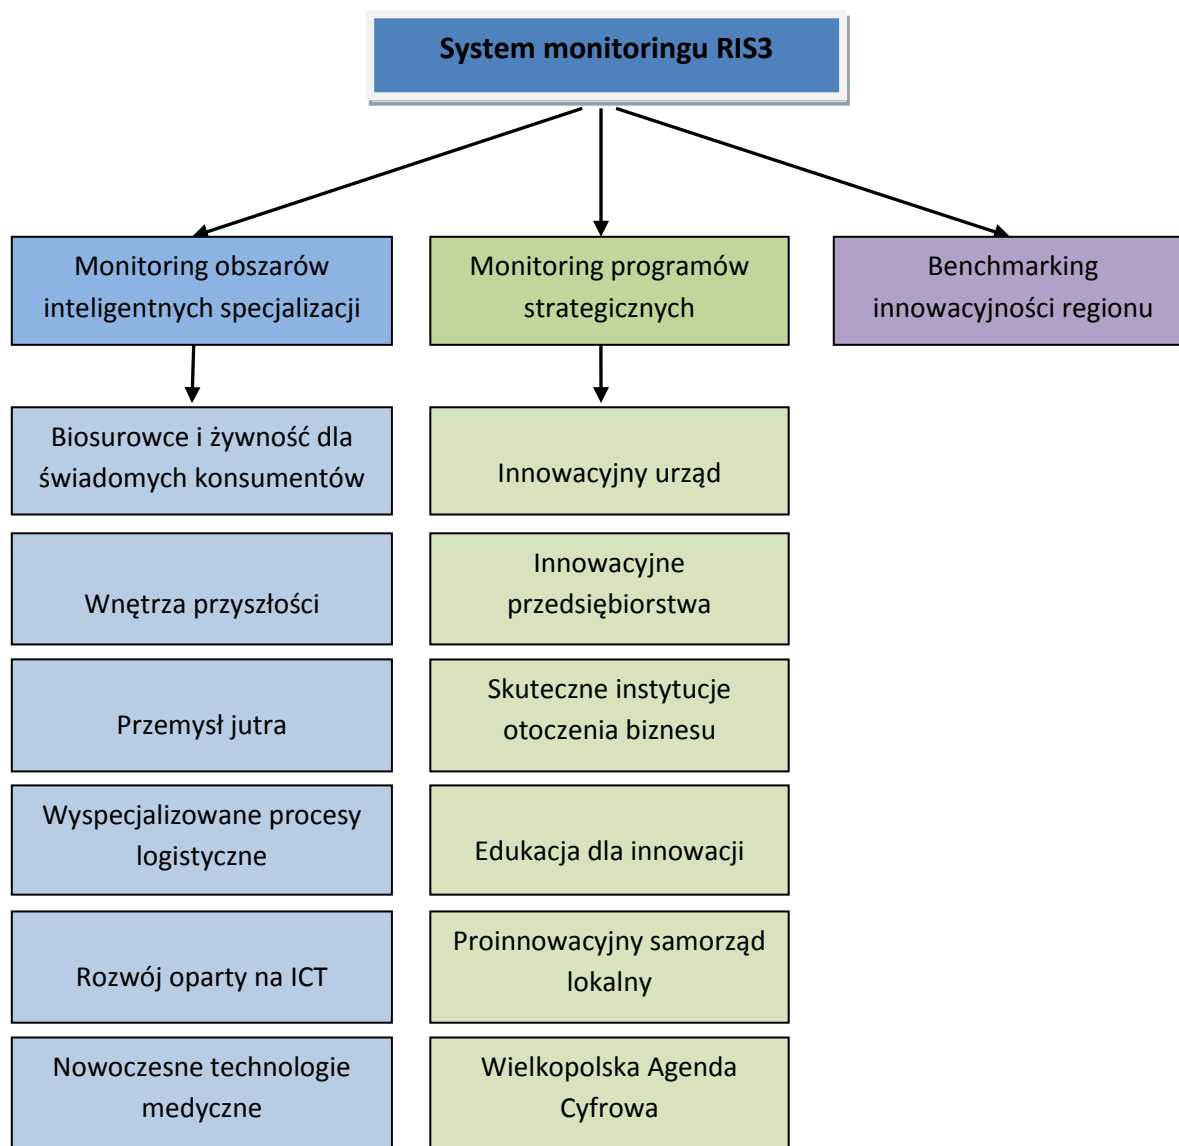 System monitoringu RIS3
Monitoring obszarów
inteligentnych specjalizacji
Monitoring programów
strategicznych
Benchmarking
innowacyjności regionu
Biosurowce i żywność dla
świadomych konsumentów
Wnętrza przyszłości
Przemysł jutra
Wyspecjalizowane procesy
logistyczne
Rozwój oparty na ICT
Nowoczesne technologie
medyczne
Innowacyjny urząd
Innowacyjne
przedsiębiorstwa
Skuteczne instytucje
otoczenia biznesu
Edukacja dla innowacji
Proinnowacyjny samorząd
lokalny
Wielkopolska Agenda
Cyfrowa